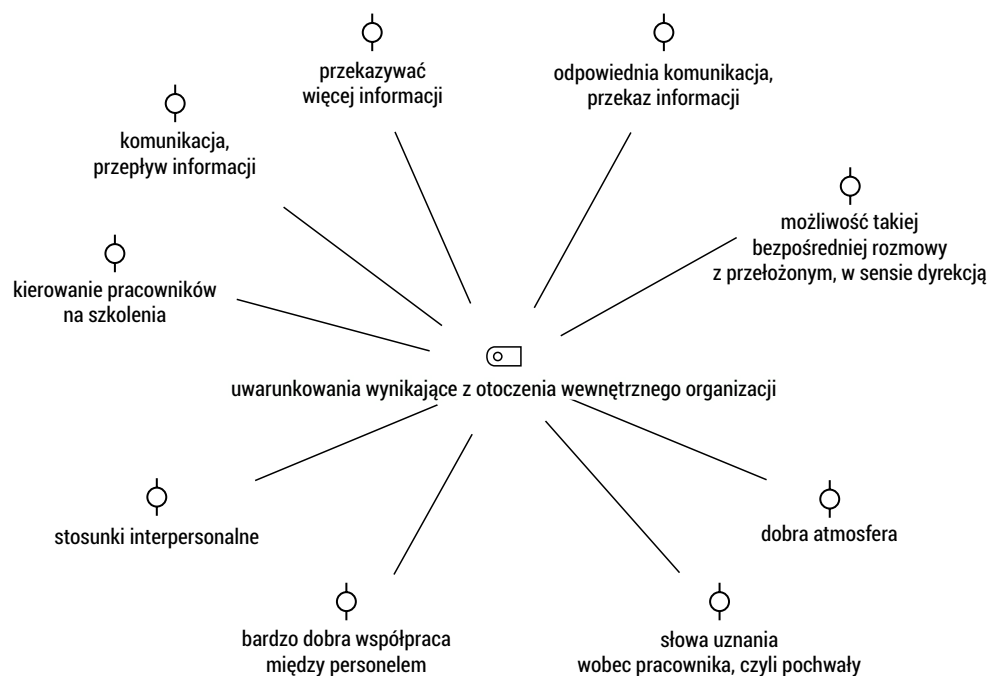 przekazywać
więcej informacji
odpowiednia komunikacja,
przekaz informacji
komunikacja,
przepływ informacji
możliwość takiej
bezpośredniej rozmowy
z przełożonym, w sensie dyrekcją
kierowanie pracowników
na szkolenia
uwarunkowania wynikające z otoczenia wewnętrznego organizacji
stosunki interpersonalne
dobra atmosfera
bardzo dobra współpraca
między personelem
słowa uznania
wobec pracownika, czyli pochwały